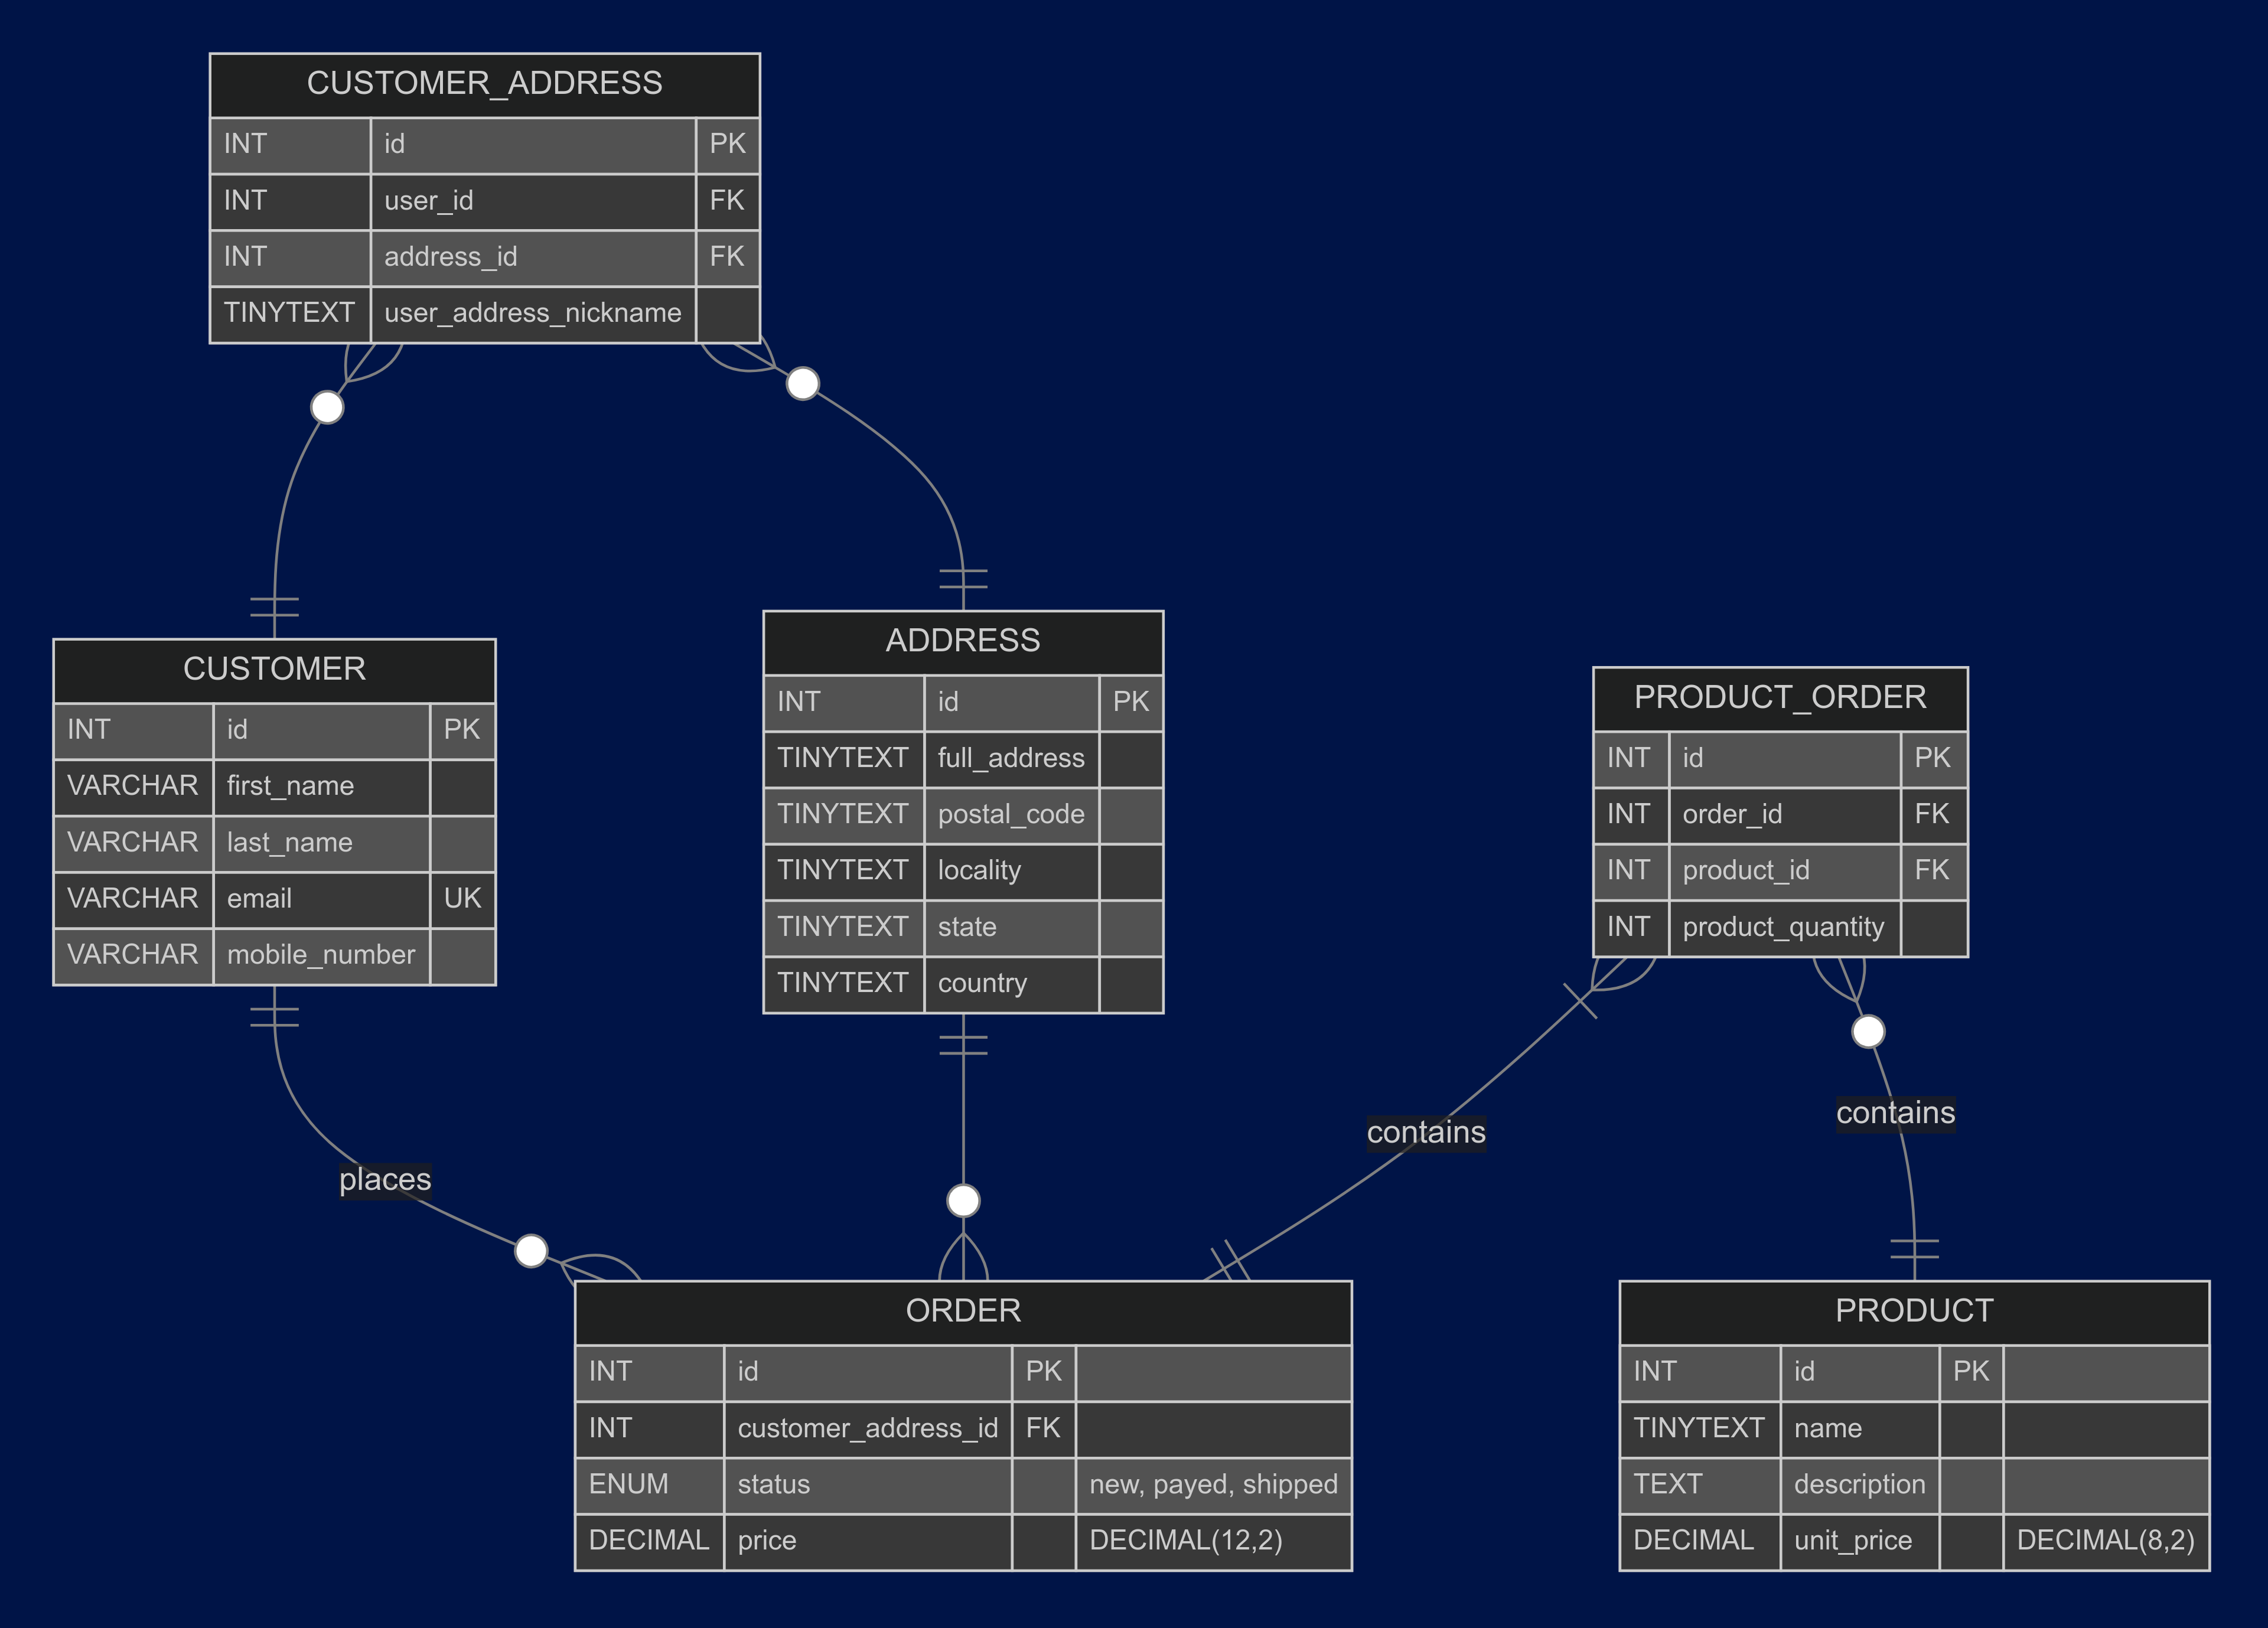 CUSTOMER_ADDRESS
INT id PK
INT user_id FK
INT address_id FK
TINYTEXT user_address_nickname
CUSTOMER
INT id PK
VARCHAR first_name
VARCHAR last_name
VARCHAR email UK
VARCHAR mobile_number
ADDRESS
INT id PK
TINYTEXT full_address
TINYTEXT postal_code
TINYTEXT locality
TINYTEXT state
TINYTEXT country
PRODUCT_ORDER
INT id PK
INT order_id FK
INT product_id FK
INT product_quantity
places
contains
contains
ORDER
INT id PK
INT customer_address_id FK
ENUM status new, payed, shipped
DECIMAL price DECIMAL(12,2)
PRODUCT
INT id PK
TINYTEXT name
TEXT description
DECIMAL unit_price DECIMAL(8,2)